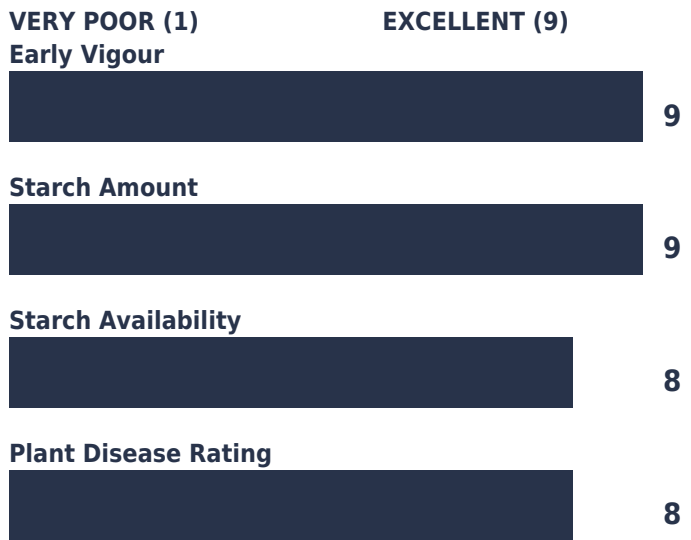 VERY POOR (1) EXCELLENT (9)
Early Vigour
9
Starch Amount
9
Starch Availability
8
Plant Disease Rating
8